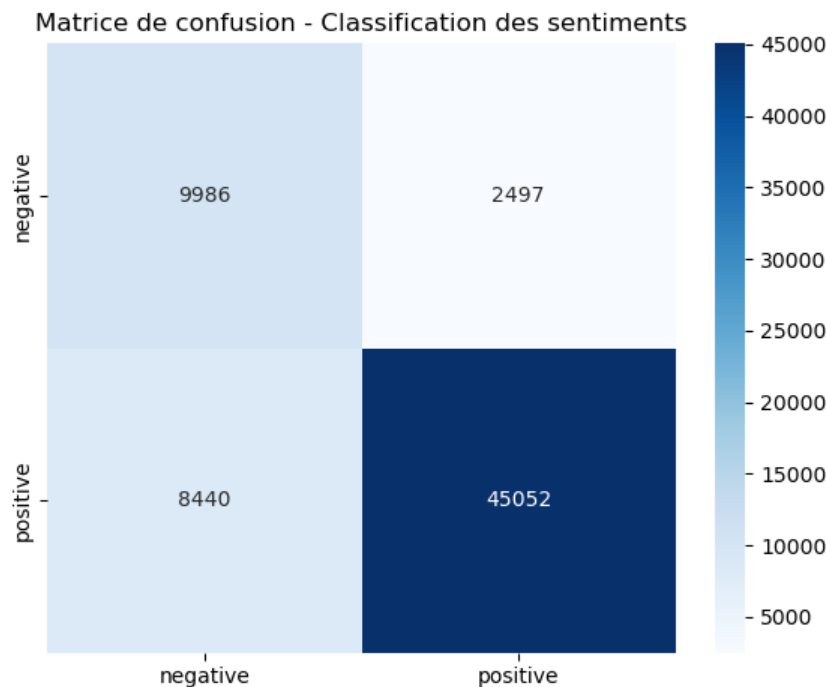 Matrice de confusion - Classification des sentiments
negative
9986
2497
positive
8440
45052
negative
positive
45000
40000
35000
30000
25000
20000
15000
10000
5000